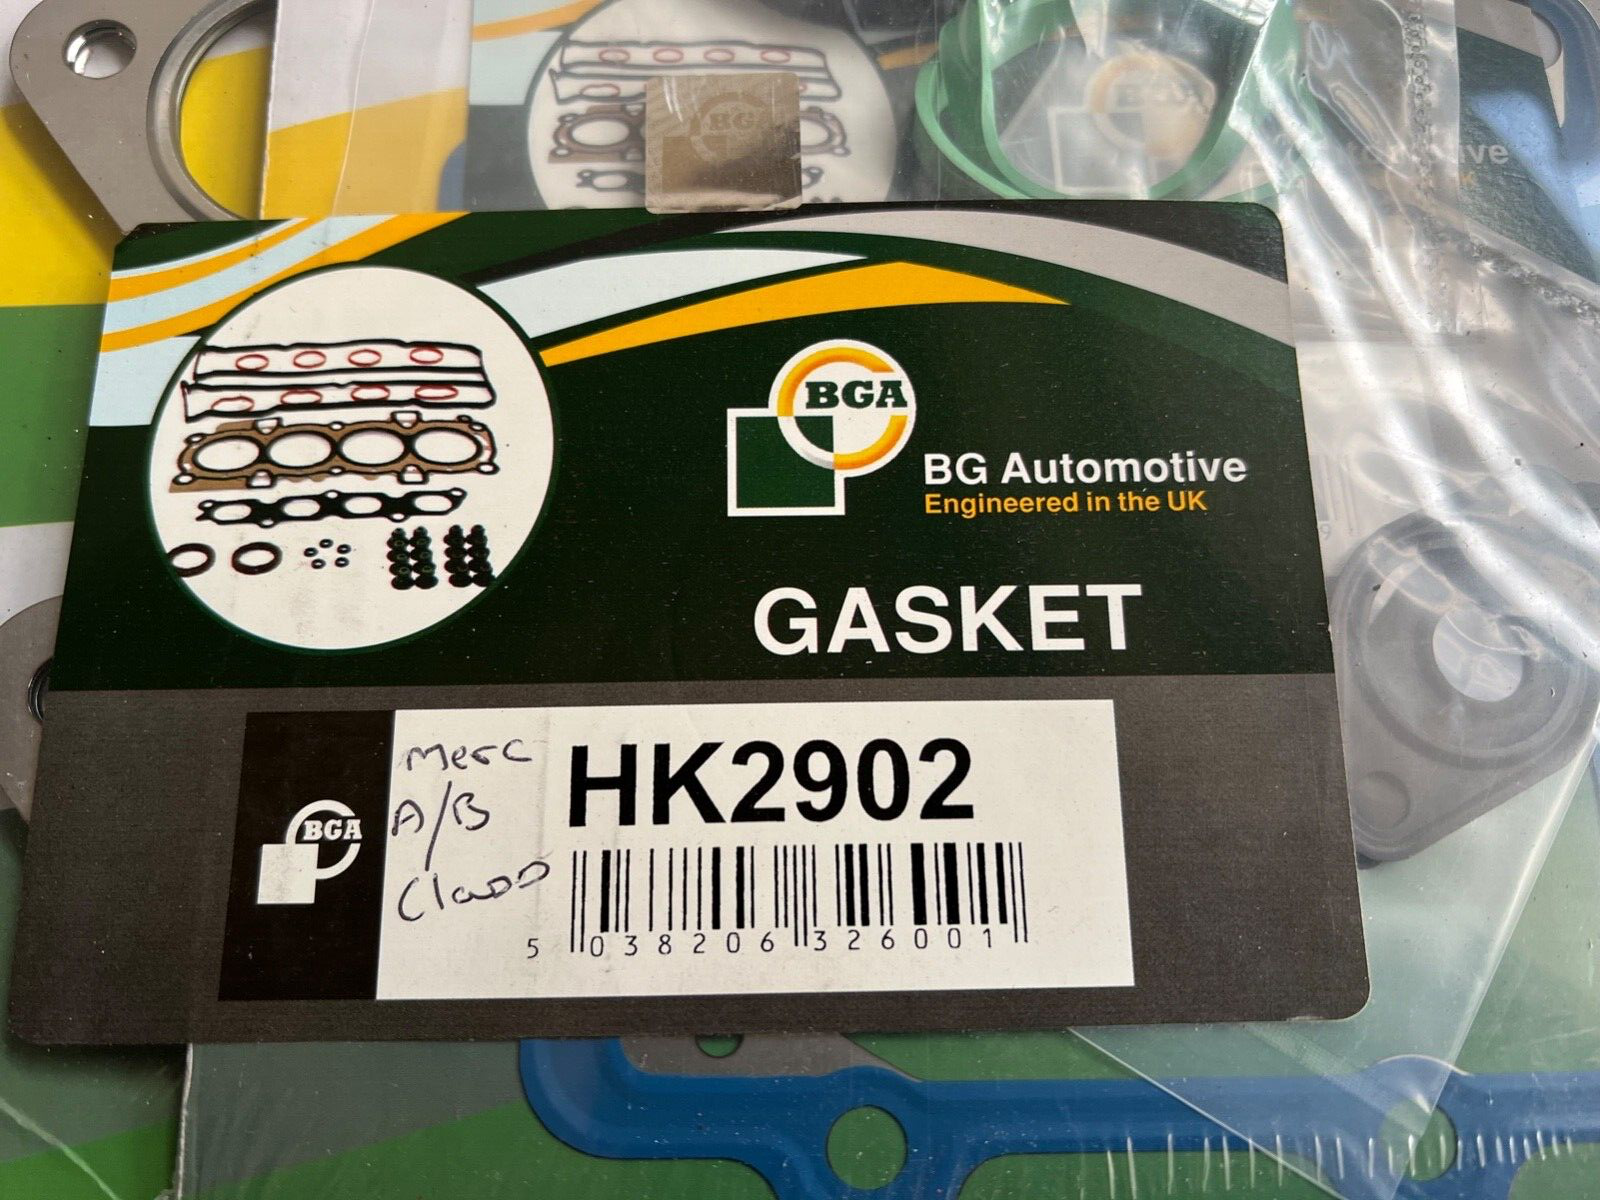 BGA
BG Automotive
Engineered in the UK
GASKET
BGA
Merc
A/B
Class
HK2902
5 038206 326001